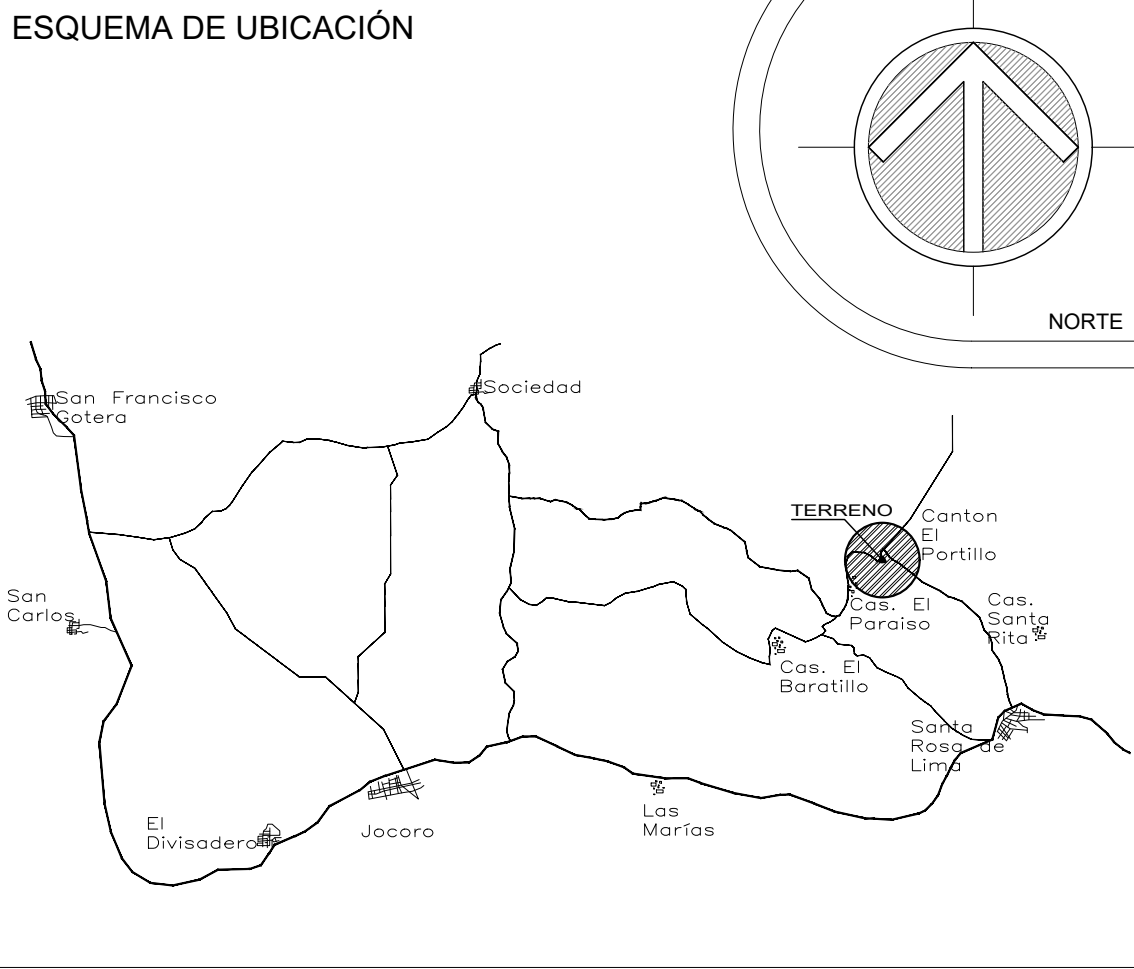 ESQUEMA DE UBICACIÓN
NORTE
San Francisco
Gotera
Sociedad
TERRENO
Canton
El
Portillo
San
Carlos
Cas. El
Paraiso
Cas.
Santa
Rita
Cas. El
Baratillo
Santa
Rosa de
Lima
El
Divisadero
Jocoro
Las
Marías